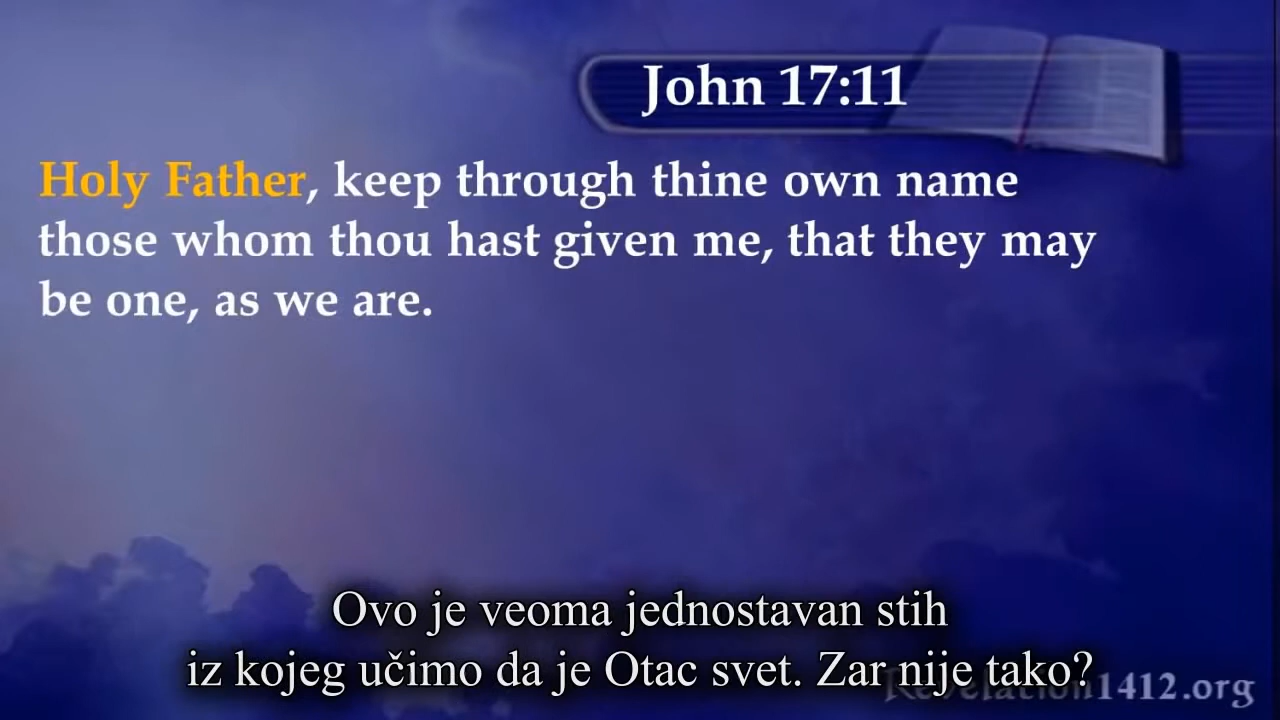 John 17:11
Holy Father, keep through thine own name
those whom thou hast given me, that they may
be one, as we are.
Ovo je veoma jednostavan stih
iz kojeg učimo da je Otac svet. Zar nije tako?
Revelation1412.org